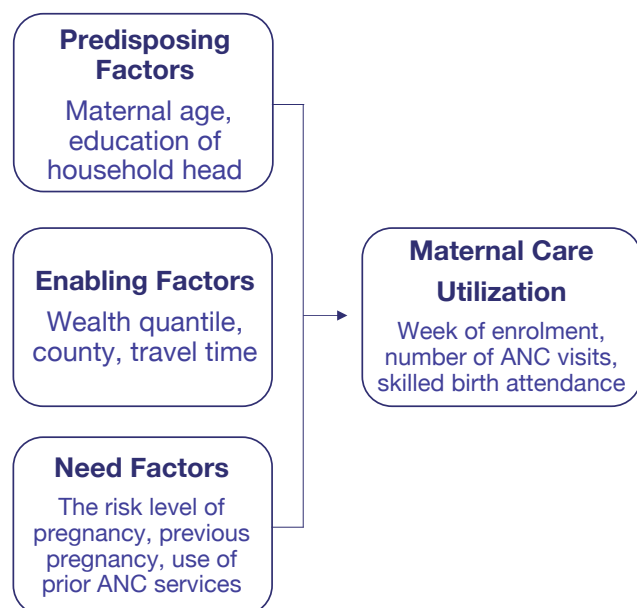 Predisposing
Factors
Maternal age,
education of
household head
Enabling Factors
Wealth quantile,
county, travel time
Need Factors
The risk level of
pregnancy, previous
pregnancy, use of
prior ANC services
Maternal Care
Utilization
Week of enrolment,
number of ANC visits,
skilled birth attendance